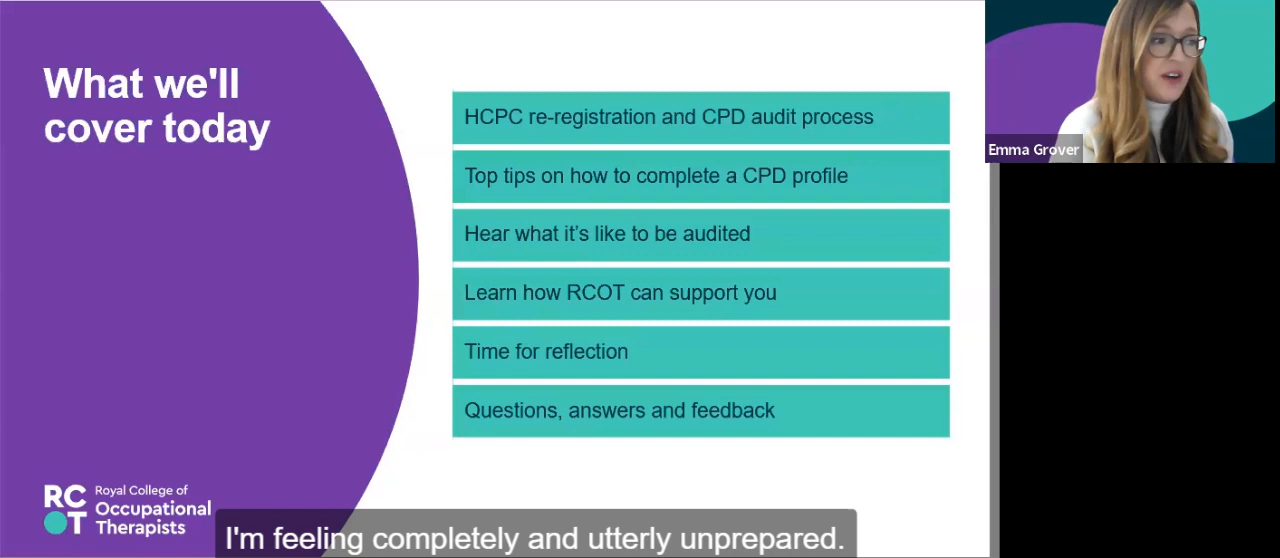 What we'll
cover today
HCPC re-registration and CPD audit process
Top tips on how to complete a CPD profile
Hear what it's like to be audited
Learn how RCOT can support you
Time for reflection
Questions, answers and feedback
Emma Grover
RC
OT
Royal College of
Occupational
Therapists
I'm feeling completely and utterly unprepared.